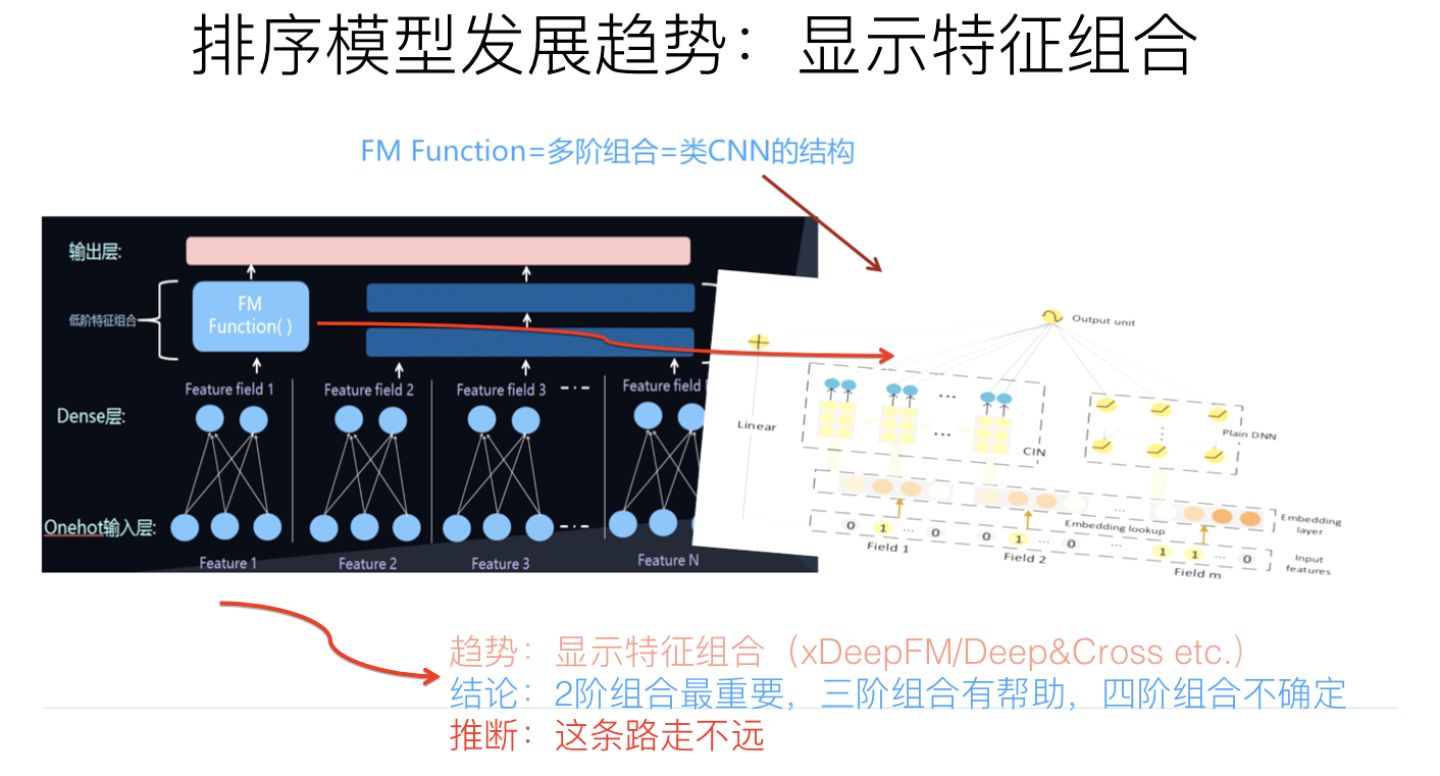 排序模型发展趋势：显示特征组合
FM Function=多阶组合=类CNN的结构
输出层:
FM
Function( )
低阶特征组合
Feature field 1
Feature field 2
Feature field 3
Feature field
Dense层:
Onehot输入层:
Feature 1
Feature 2
Feature 3
Feature N
Output unit
Linear
...
...
CIN
Plain DNN
...
Embedding
layer
Embedding lookup
0 1 ... 0
0 1 ... 0
...
1 1 ... 0
Input
features
Field 1
Field 2
Field m
趋势：显示特征组合（xDeepFM/Deep&Cross etc.）
结论：2阶组合最重要，三阶组合有帮助，四阶组合不确定
推断：这条路走不远